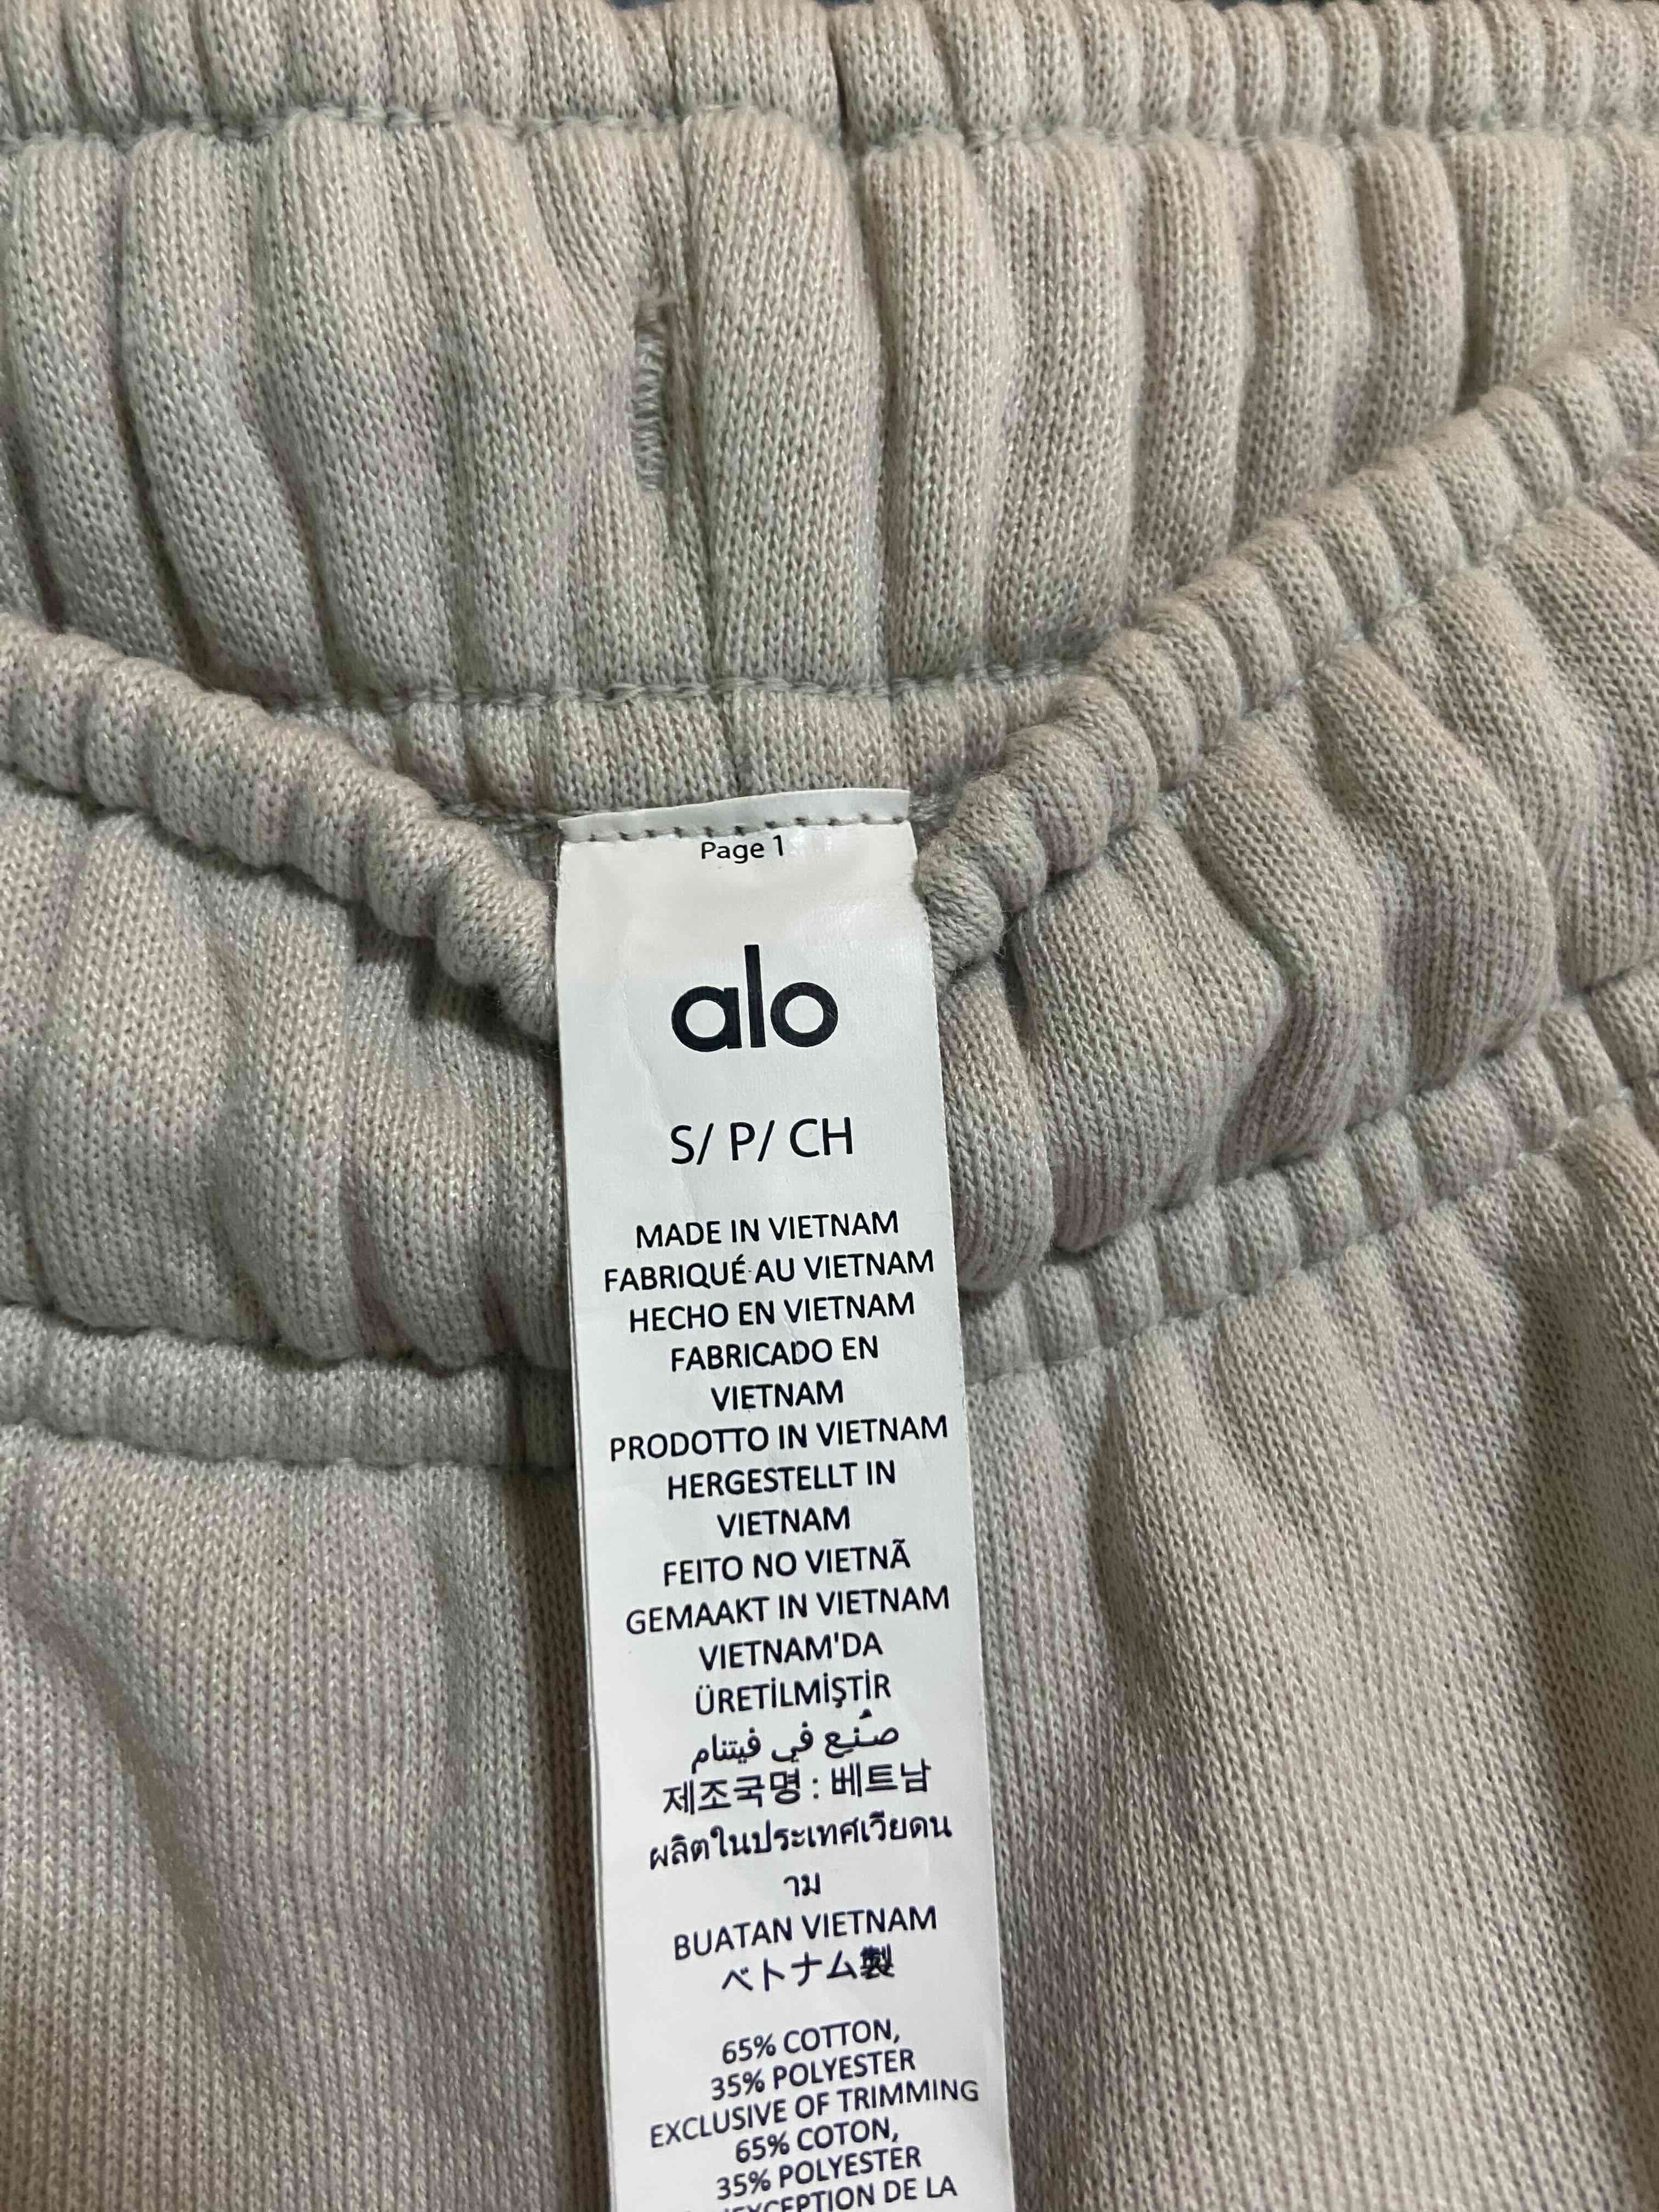 Page 1
alo
S/ P/ CH
MADE IN VIETNAM
FABRIQUÉ AU VIETNAM
HECHO EN VIETNAM
FABRICADO EN
VIETNAM
PRODOTTO IN VIETNAM
HERGESTELLT IN
VIETNAM
FEITO NO VIETNÃ
GEMAAKT IN VIETNAM
VIETNAM'DA
ÜRETİLMİŞTİR
صُنِع في فيتنام
제조국명 : 베트남
ผลิตในประเทศเวียดน
าม
BUATAN VIETNAM
ベトナム製
65% COTTON,
35% POLYESTER
EXCLUSIVE OF TRIMMING
65% COTON,
35% POLYESTER
EXCEPTION DE LA